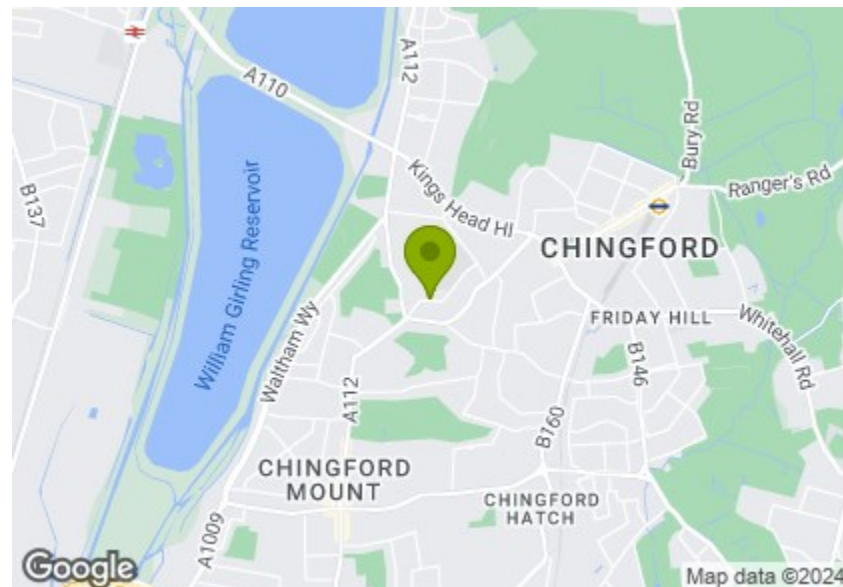 A110
A112
Bury Rd
Ranger's Rd
B137
Kings Head Hl
CHINGFORD
William Girling Reservoir
Waltham Wy
FRIDAY HILL
Whitehall Rd
B146
A112
B160
CHINGFORD
MOUNT
CHINGFORD
HATCH
A1009
Google
Map data ©2024